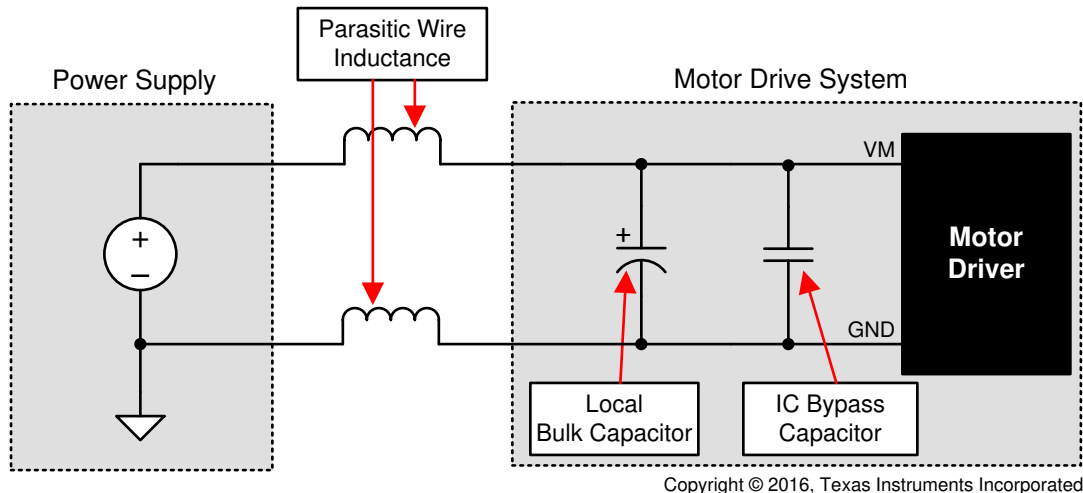 Parasitic Wire
Inductance
Power Supply
Motor Drive System
VM
+
–
+
Motor
Driver
GND
Local
Bulk Capacitor
IC Bypass
Capacitor
Copyright © 2016, Texas Instruments Incorporated